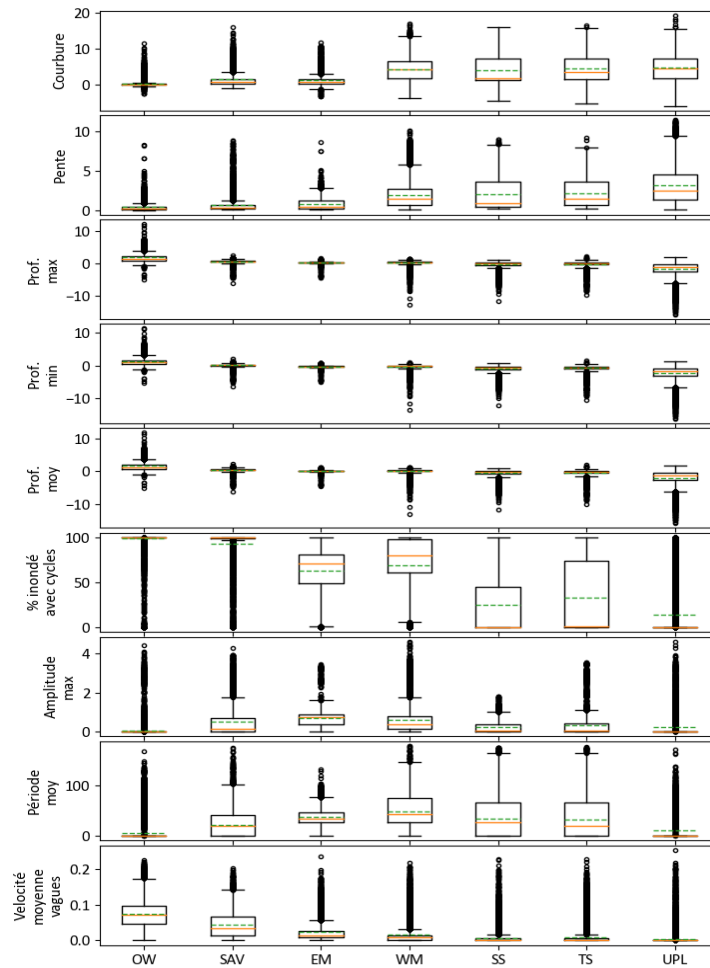 20
10
0
Courbure
10
5
0
Pente
10
0
−10
Prof.
max
10
0
−10
Prof.
min
10
0
−10
Prof.
moy
100
50
0
% inondé
avec cycles
4
2
0
Amplitude
max
100
0
Période
moy
0.2
0.1
0.0
Velocité
moyenne
vagues
OW SAV EM WM SS TS UPL